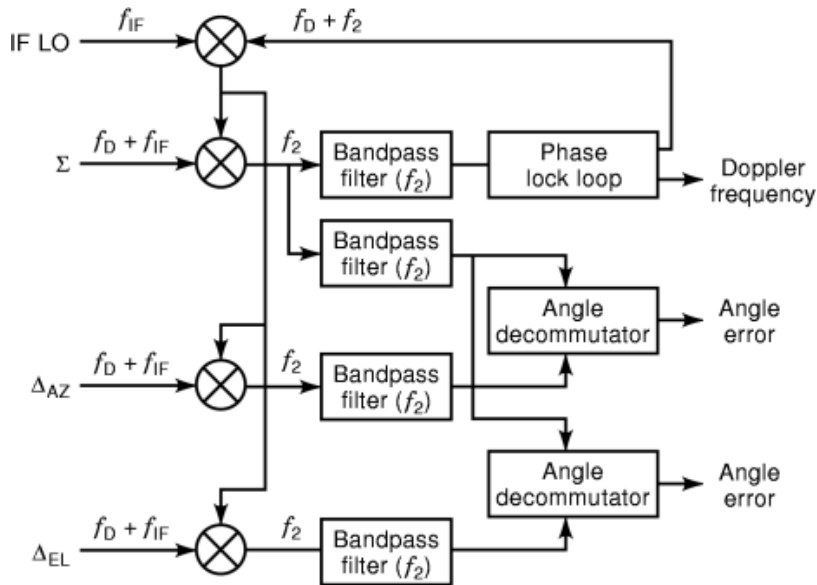 IF LO
f_IF
f_D + f_2
Σ
f_D + f_IF
f_2
Bandpass
filter (f_2)
Phase
lock loop
Doppler
frequency
Bandpass
filter (f_2)
Angle
decommutator
Angle
error
Δ_AZ
f_D + f_IF
f_2
Bandpass
filter (f_2)
Angle
decommutator
Angle
error
Δ_EL
f_D + f_IF
f_2
Bandpass
filter (f_2)